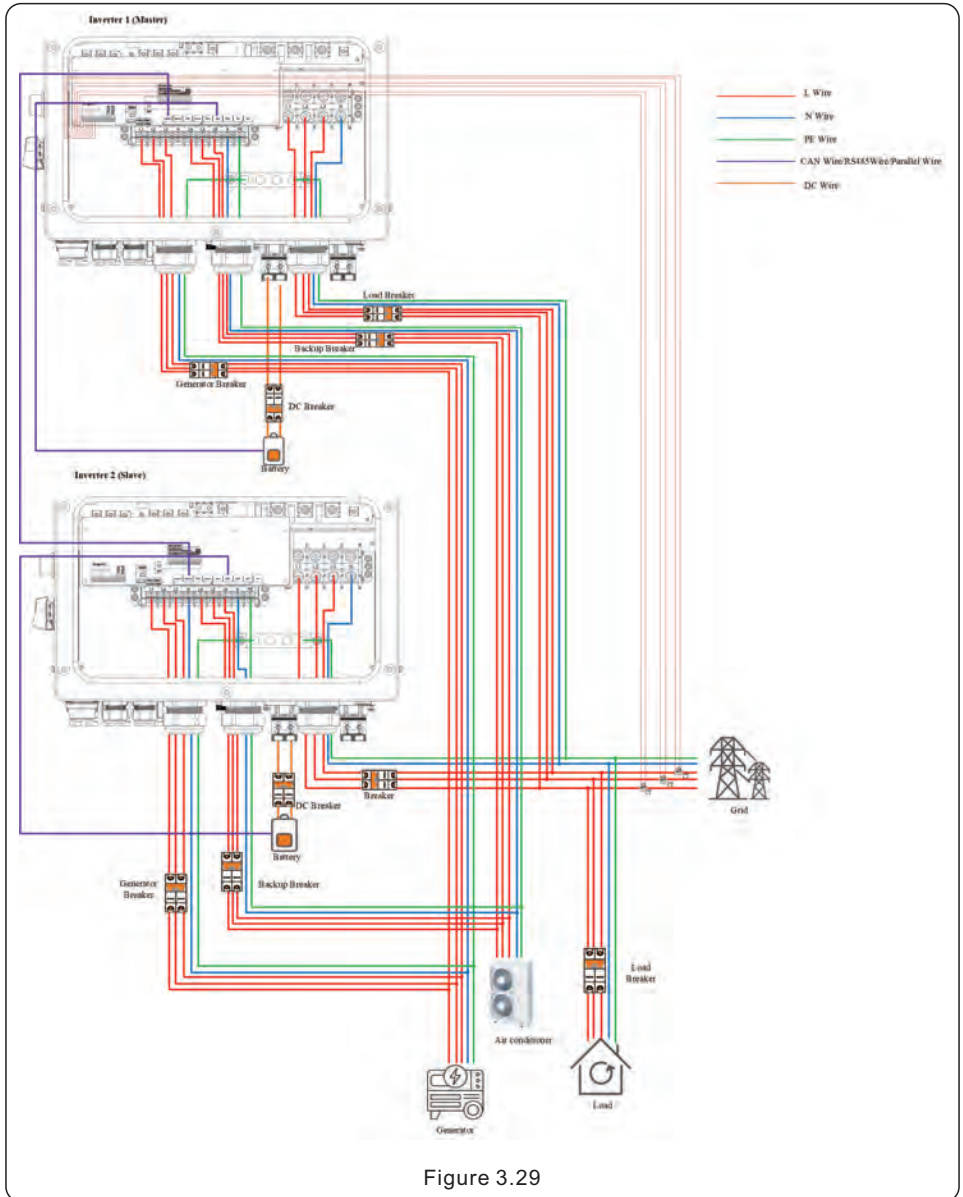 Inverter 1 (Master)
L Wire
N Wire
PE Wire
CAN Wire/RS485Wire/Parallel Wire
DC Wire
Load Breaker
Backup Breaker
Generator Breaker
DC Breaker
Battery
Inverter 2 (Slave)
Breaker
DC Breaker
Grid
Battery
Generator
Breaker
Backup Breaker
Load
Breaker
Air conditioner
Load
Generator
Figure 3.29